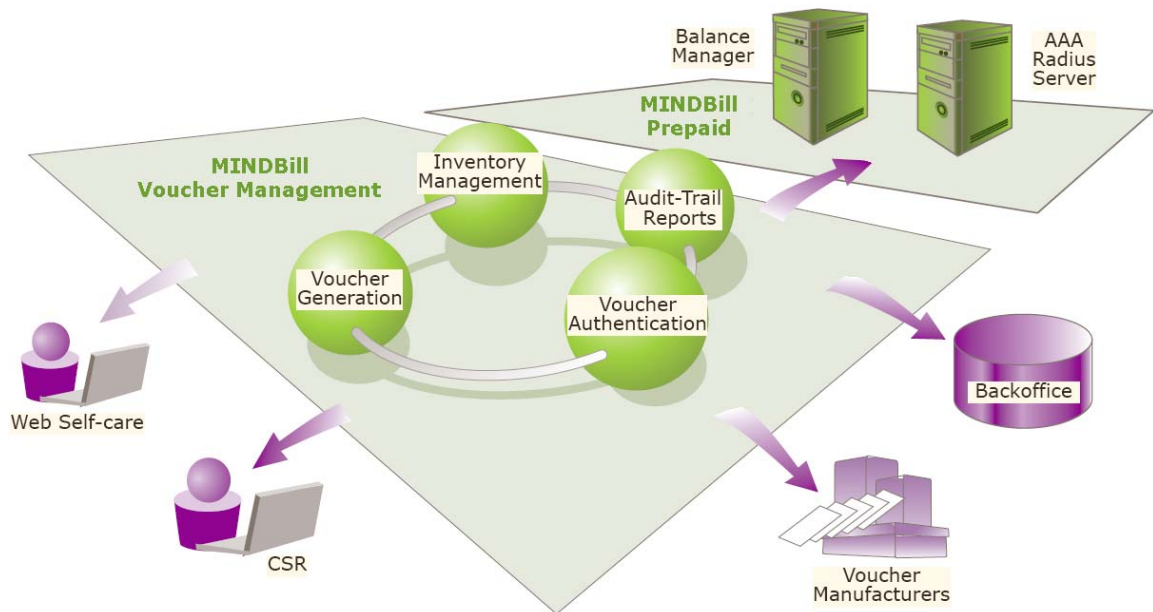 Balance
Manager
AAA
Radius
Server
MINDBill
Prepaid
MINDBill
Voucher Management
Inventory
Management
Audit-Trail
Reports
Voucher
Generation
Voucher
Authentication
Web Self-care
Backoffice
CSR
Voucher
Manufacturers